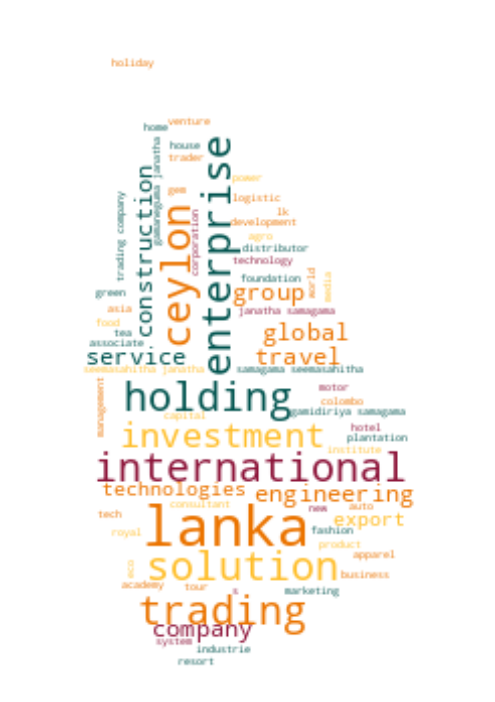 holiday
venture
home
house
trader
gamaneguma janatha
construction
enterprise
power
gem
ceylon
corporation
trading company
logistic
lk
development
agro
distributor
technology
foundation
world
media
green
group
janatha samagama
asia
food
tea
global
associate
service
travel
seemasahitha janatha
samagama seemasahitha
management
holding
motor
colombo
gamidiriya samagama
capital
investment
hotel
plantation
institute
international
technologies
engineering
consultant
new
auto
tech
lanka
export
royal
fashion
product
apparel
eco
solution
business
academy
tour
s
marketing
trading
company
system
industrie
resort